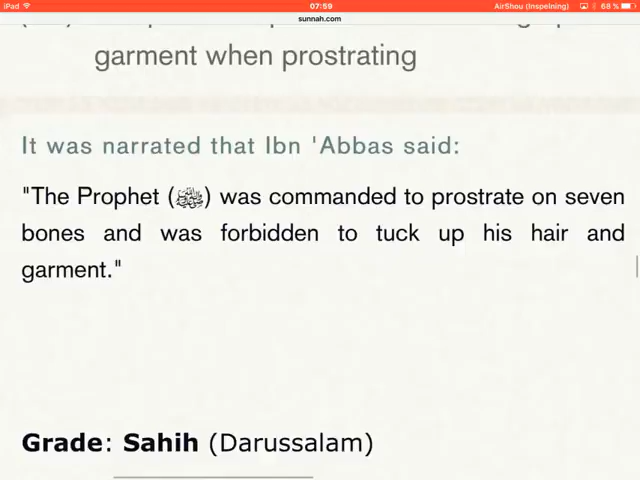 iPad 07:59 AirShou (Inspelning) 68 %
sunnah.com
garment when prostrating
It was narrated that Ibn 'Abbas said:
"The Prophet (ﷺ) was commanded to prostrate on seven
bones and was forbidden to tuck up his hair and
garment."
Grade: Sahih (Darussalam)